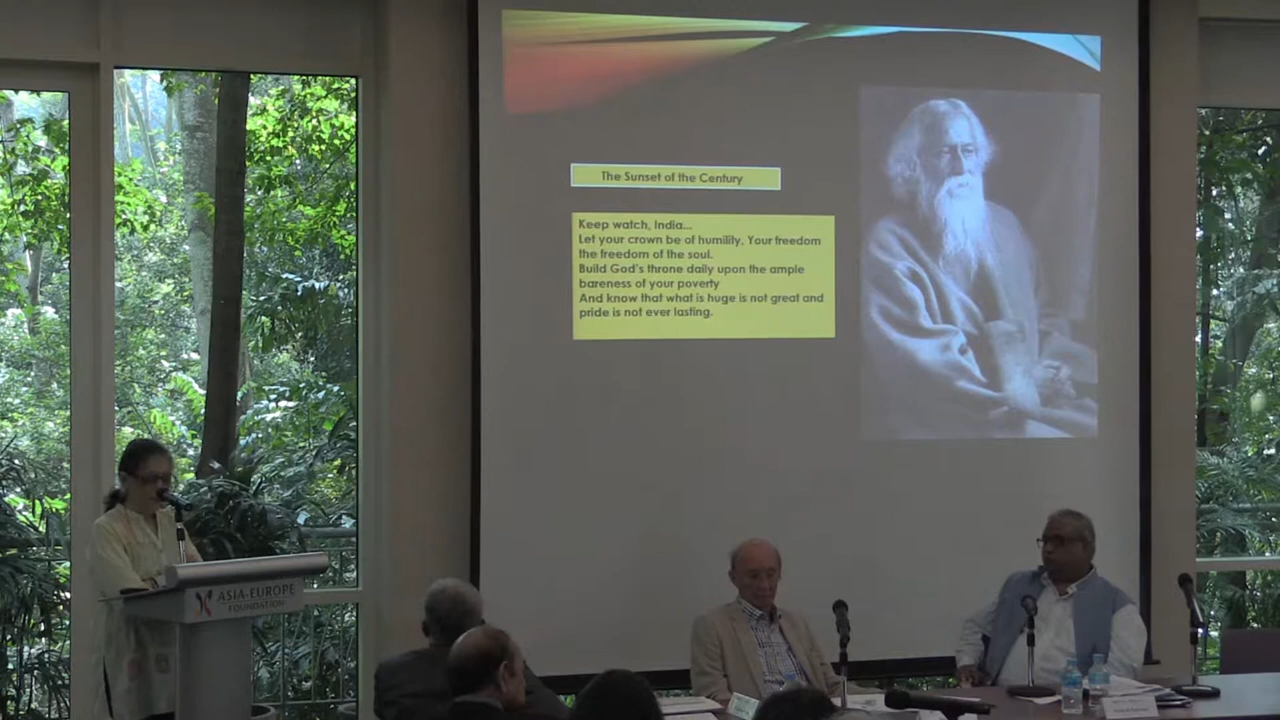 The Sunset of the Century
Keep watch, India...
Let your crown be of humility, Your freedom
the freedom of the soul.
Build God's throne daily upon the ample
bareness of your poverty
And know that what is huge is not great and
pride is not ever lasting.
ASIA-EUROPE
FOUNDATION